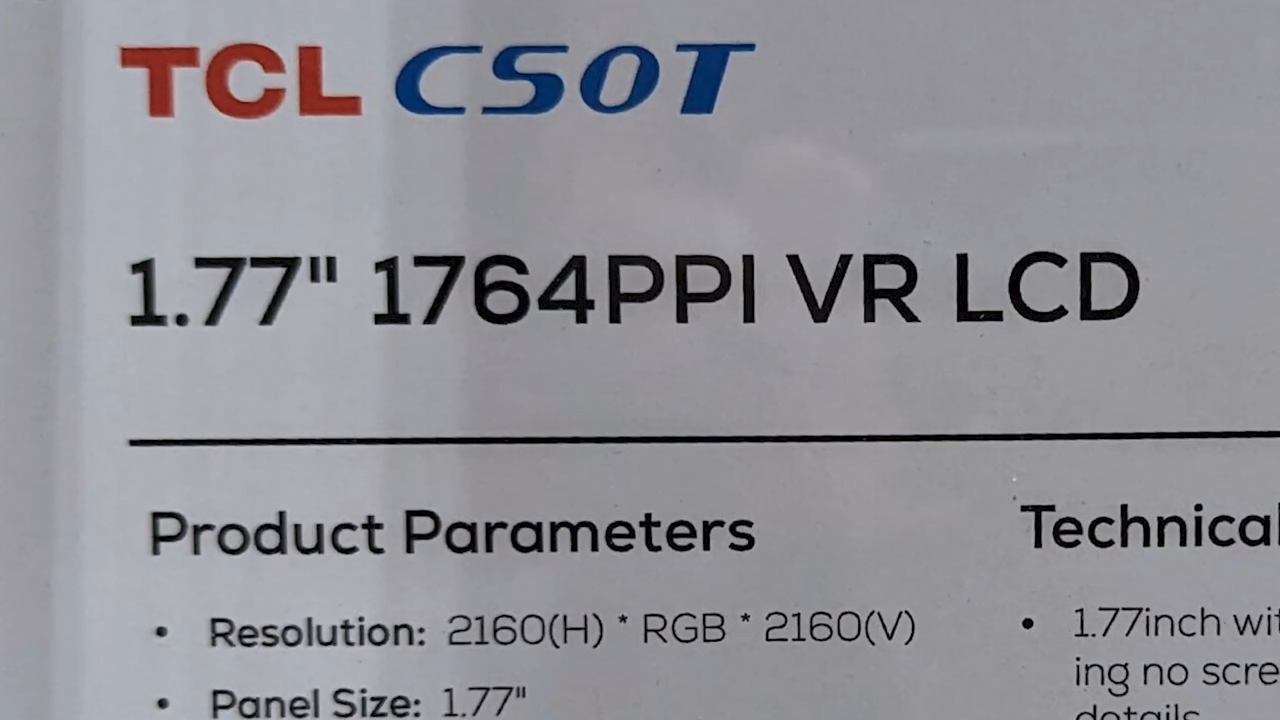 TCL CSOT
1.77" 1764PPI VR LCD
Product Parameters
• Resolution: 2160(H) * RGB * 2160(V)
• Panel Size: 1.77"
Technical
• 1.77inch
ing no
details